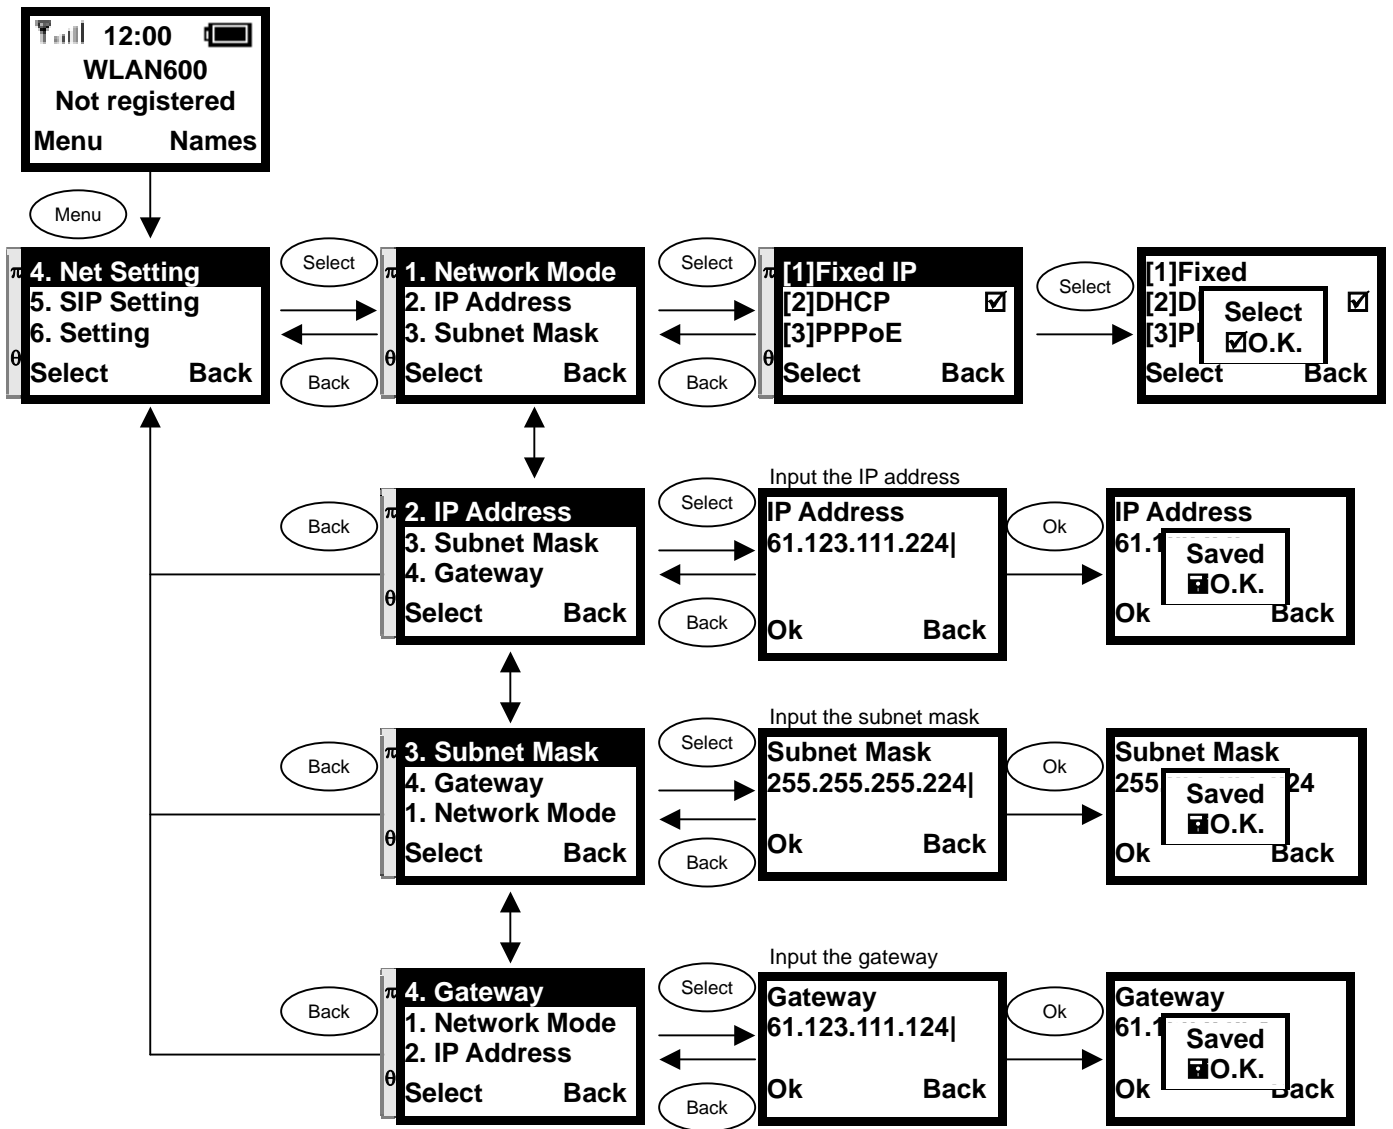 12:00
WLAN600
Not registered
Menu Names
Menu
π 4. Net Setting
5. SIP Setting
6. Setting
θ
Select Back
Select
Back
π 1. Network Mode
2. IP Address
3. Subnet Mask
θ
Select Back
Select
Back
π [1]Fixed IP
[2]DHCP ☑
[3]PPPoE
Select Back
Select
[1]Fixed
[2]D ☑
[3]P
Select
☑O.K.
Select Back
Back
π 2. IP Address
3. Subnet Mask
4. Gateway
θ
Select Back
Select
Back
Input the IP address
IP Address
61.123.111.224|
Ok Back
Ok
IP Address
61.1
Saved
O.K.
Ok Back
Back
π 3. Subnet Mask
4. Gateway
1. Network Mode
θ
Select Back
Select
Back
Input the subnet mask
Subnet Mask
255.255.255.224|
Ok Back
Ok
Subnet Mask
255 24
Saved
O.K.
Ok Back
Back
π 4. Gateway
1. Network Mode
2. IP Address
θ
Select Back
Select
Back
Input the gateway
Gateway
61.123.111.124|
Ok Back
Ok
Gateway
61.1
Saved
O.K.
Ok Back